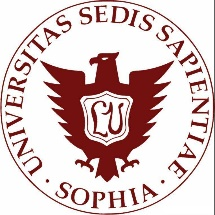 · UNIVERSITAS SEDIS SAPIENTIAE ·
SOPHIA
LU